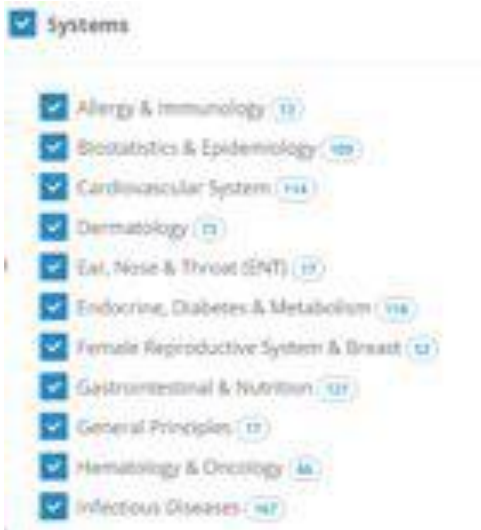 Systems
Allergy & Immunology
Biostatistics & Epidemiology
Cardiovascular System
Dermatology
Ear, Nose & Throat (ENT)
Endocrine, Diabetes & Metabolism
Female Reproductive System & Breast
Gastrointestinal & Nutrition
General Principles
Hematology & Oncology
Infectious Diseases